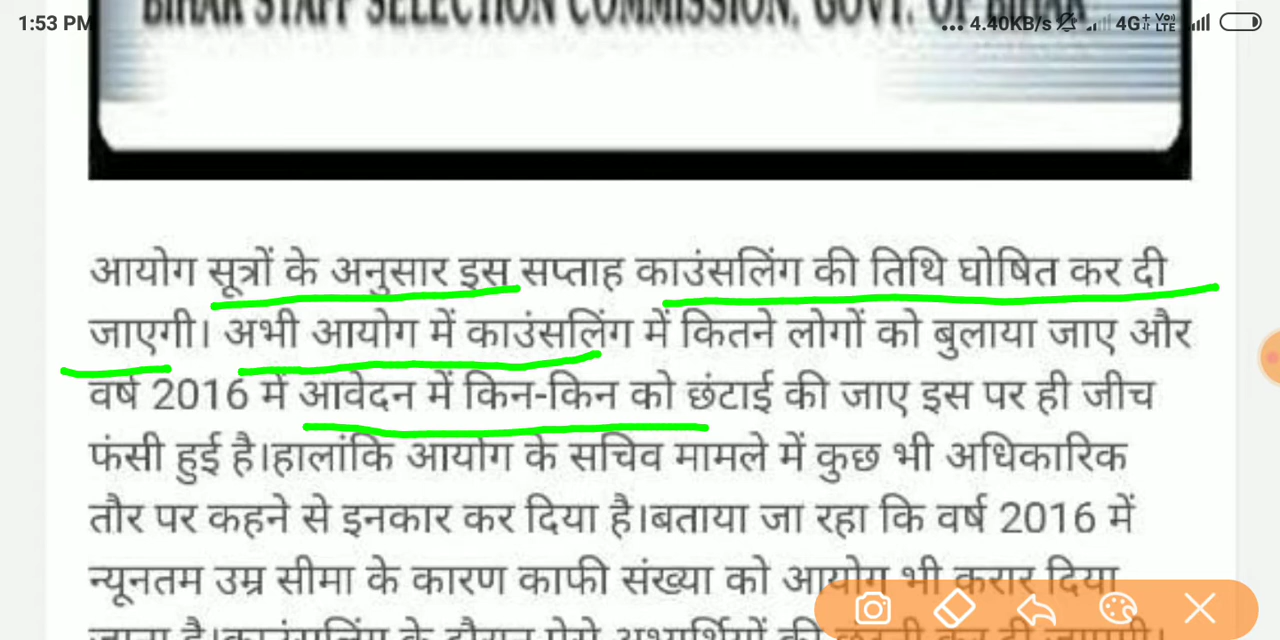 BIHAR STAFF SELECTION COMMISSION, GOVT. OF BIHAR
1:53 PM ... 4.40KB/s 4G+ VoLTE
आयोग सूत्रों के अनुसार इस सप्ताह काउंसलिंग की तिथि घोषित कर दी
जाएगी। अभी आयोग में काउंसलिंग में कितने लोगों को बुलाया जाए और
वर्ष 2016 में आवेदन में किन-किन को छंटाई की जाए इस पर ही जीच
फंसी हुई है।हालांकि आयोग के सचिव मामले में कुछ भी अधिकारिक
तौर पर कहने से इनकार कर दिया है।बताया जा रहा कि वर्ष 2016 में
न्यूनतम उम्र सीमा के कारण काफी संख्या को आयोग भी करार दिया